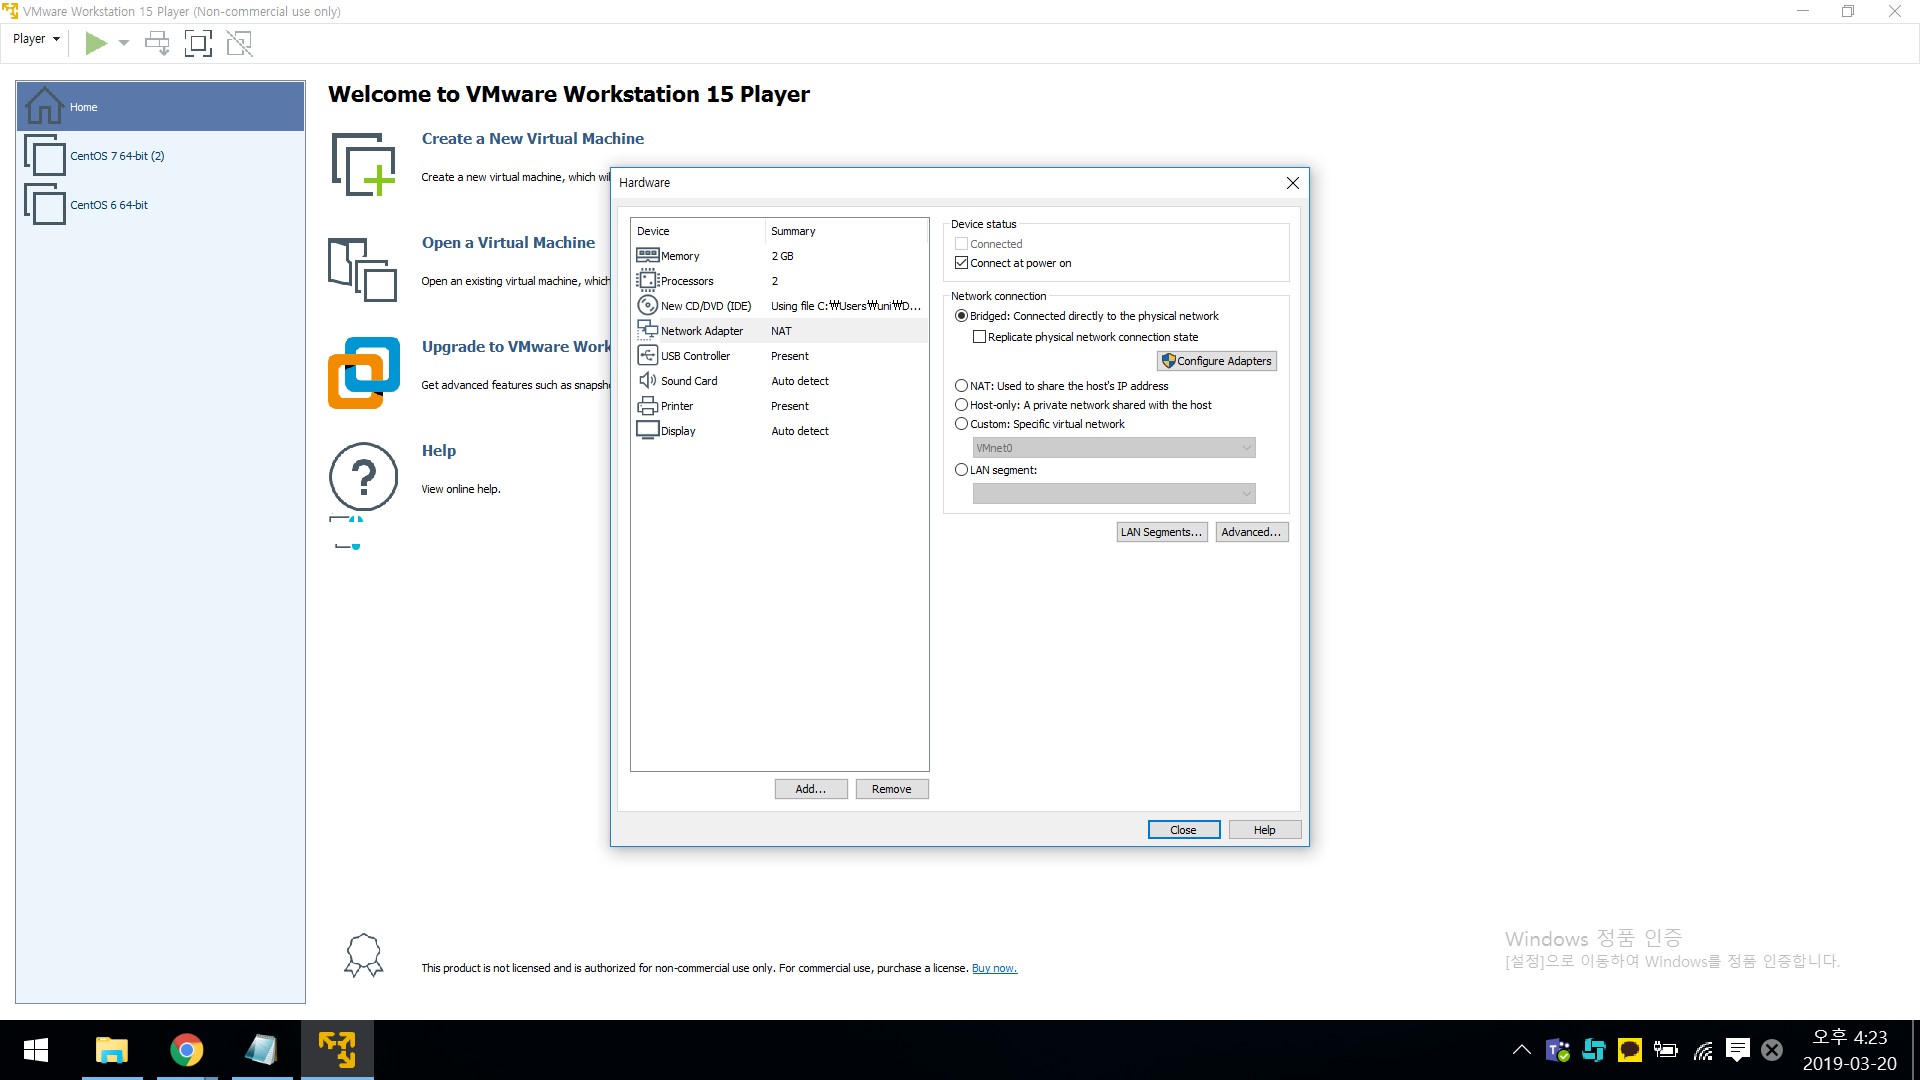 VMware Workstation 15 Player (Non-commercial use only)
Player
Home
CentOS 7 64-bit (2)
CentOS 6 64-bit
Welcome to VMware Workstation 15 Player
Create a New Virtual Machine
Create a new virtual machine, which wil
Open a Virtual Machine
Open an existing virtual machine, which
Upgrade to VMware Work
Get advanced features such as snapsh
Help
View online help.
Hardware
Device Summary
Memory 2 GB
Processors 2
New CD/DVD (IDE) Using file C:₩Users₩uni₩D...
Network Adapter NAT
USB Controller Present
Sound Card Auto detect
Printer Present
Display Auto detect
Add... Remove
Device status
Connected
Connect at power on
Network connection
Bridged: Connected directly to the physical network
Replicate physical network connection state
Configure Adapters
NAT: Used to share the host's IP address
Host-only: A private network shared with the host
Custom: Specific virtual network
VMnet0
LAN segment:
LAN Segments... Advanced...
Close Help
This product is not licensed and is authorized for non-commercial use only. For commercial use, purchase a license. Buy now.
Windows 정품 인증
[설정]으로 이동하여 Windows를 정품 인증합니다.
오후 4:23
2019-03-20